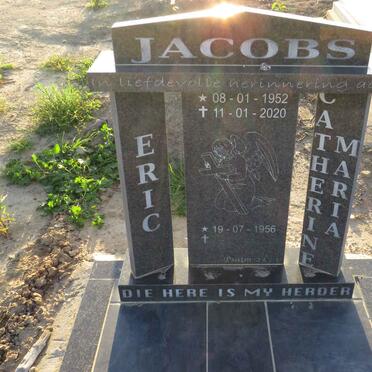 JACOBS
In liefdevolle herinnering aan
ERIC
★ 08 - 01 - 1952
✝ 11 - 01 - 2020
CATHERINE
MARIA
★ 19 - 07 - 1956
✝
Psalm
DIE HERE IS MY HERDER